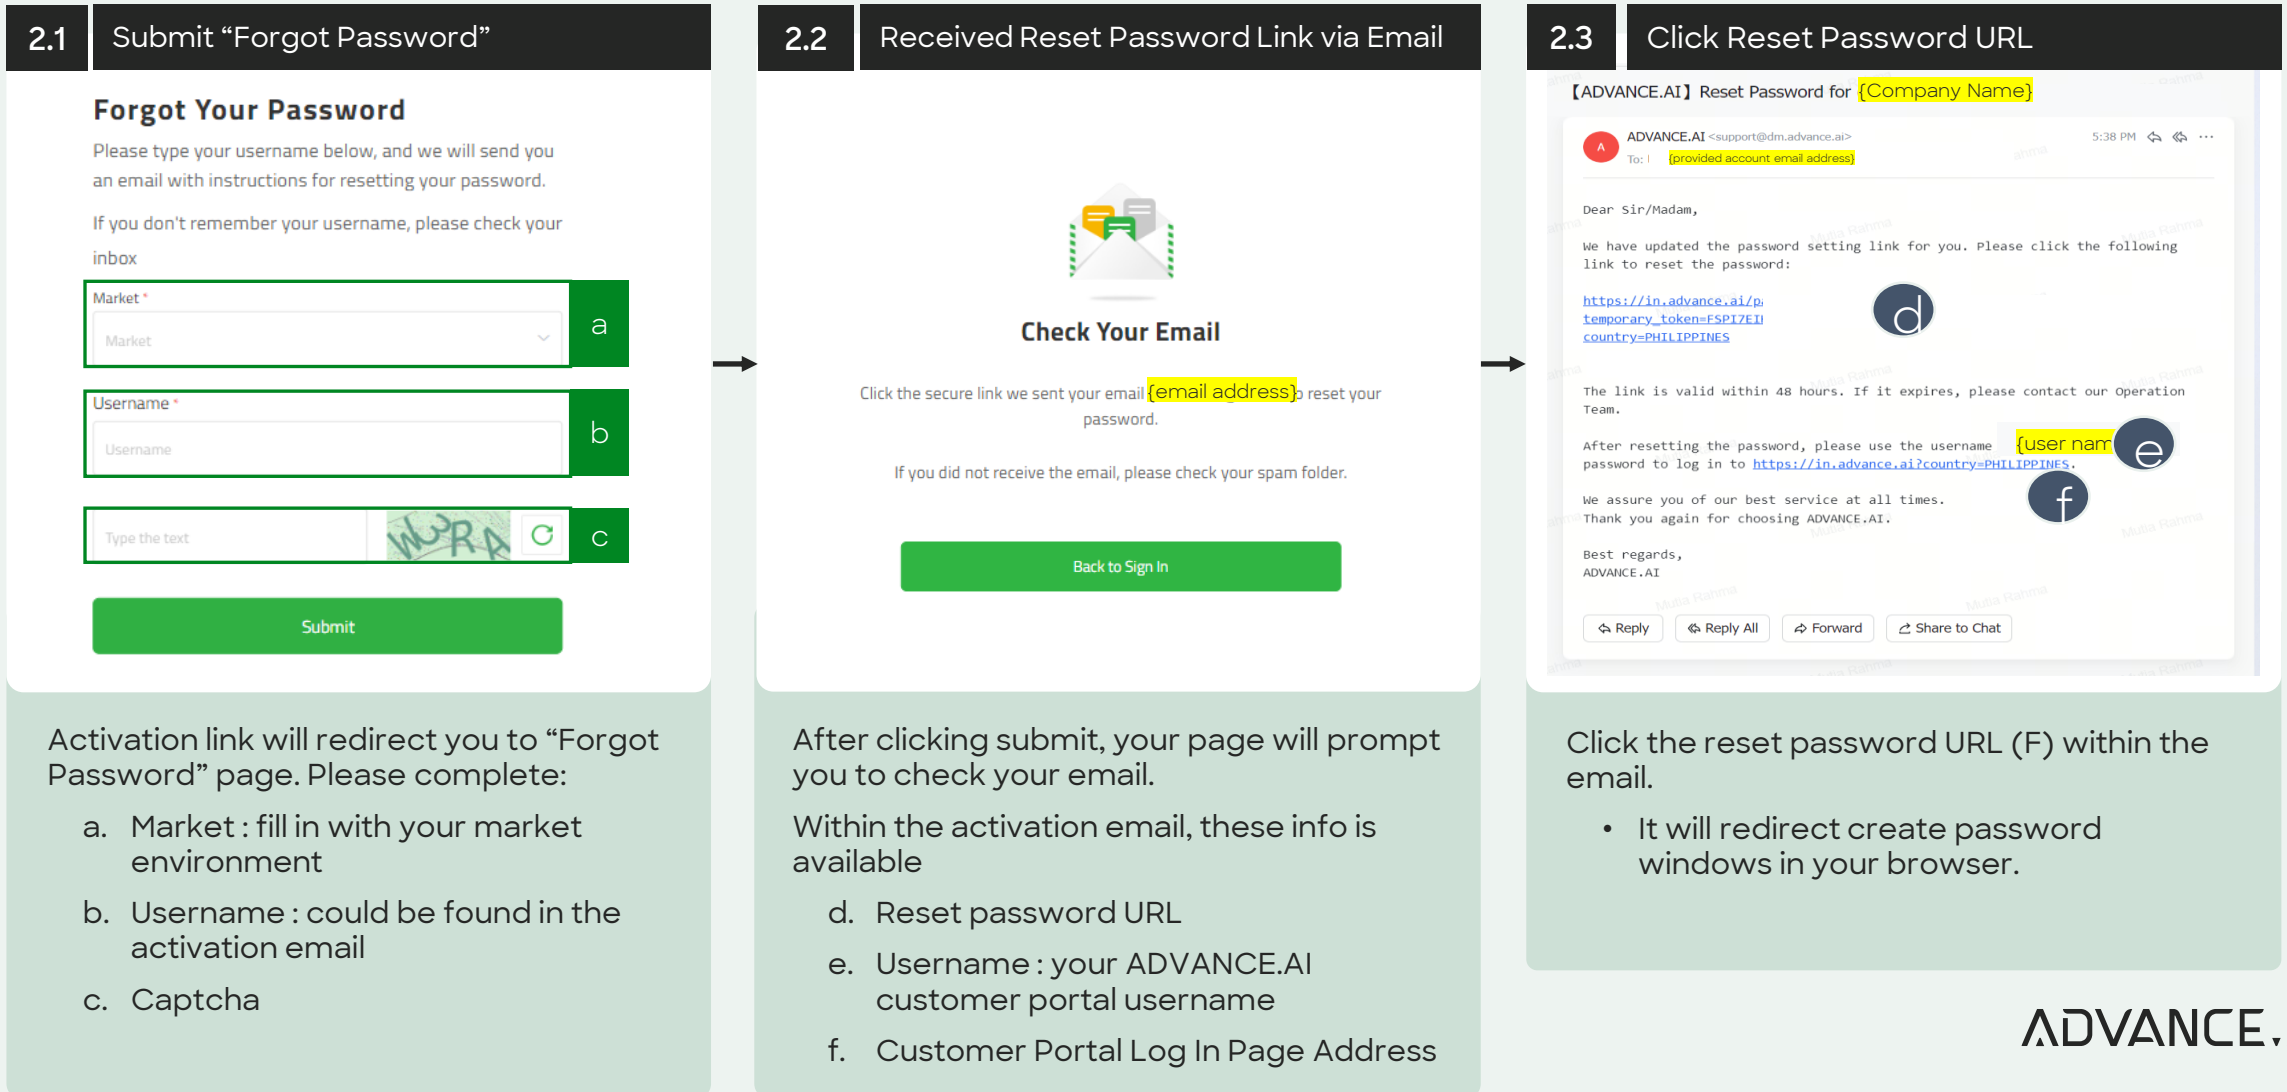 2.1
Submit “Forgot Password”
Forgot Your Password
Please type your username below, and we will send you
an email with instructions for resetting your password.
If you don't remember your username, please check your
inbox
Market *
Market
a
Username *
Username
b
Type the text
WURA
c
Submit
Activation link will redirect you to “Forgot
Password” page. Please complete:
a. Market : fill in with your market
environment
b. Username : could be found in the
activation email
c. Captcha
2.2
Received Reset Password Link via Email
Check Your Email
Click the secure link we sent your email {email address} o reset your
password.
If you did not receive the email, please check your spam folder.
Back to Sign In
After clicking submit, your page will prompt
you to check your email.
Within the activation email, these info is
available
d. Reset password URL
e. Username : your ADVANCE.AI
customer portal username
f. Customer Portal Log In Page Address
2.3
Click Reset Password URL
【ADVANCE.AI】Reset Password for {Company Name}
A
ADVANCE.AI <support@dm.advance.ai>
5:38 PM
To: {provided account email address}
Dear Sir/Madam,
We have updated the password setting link for you. Please click the following
link to reset the password:
https://in.advance.ai/p
temporary_token=FSPI7EI
country=PHILIPPINES
d
The link is valid within 48 hours. If it expires, please contact our Operation
Team.
After resetting the password, please use the username {user nam
e
password to log in to https://in.advance.ai?country=PHILIPPINES.
f
We assure you of our best service at all times.
Thank you again for choosing ADVANCE.AI.
Best regards,
ADVANCE.AI
Mutia Rahma
Reply
Reply All
Forward
Share to Chat
Click the reset password URL (F) within the
email.
• It will redirect create password
windows in your browser.
ADVANCE.